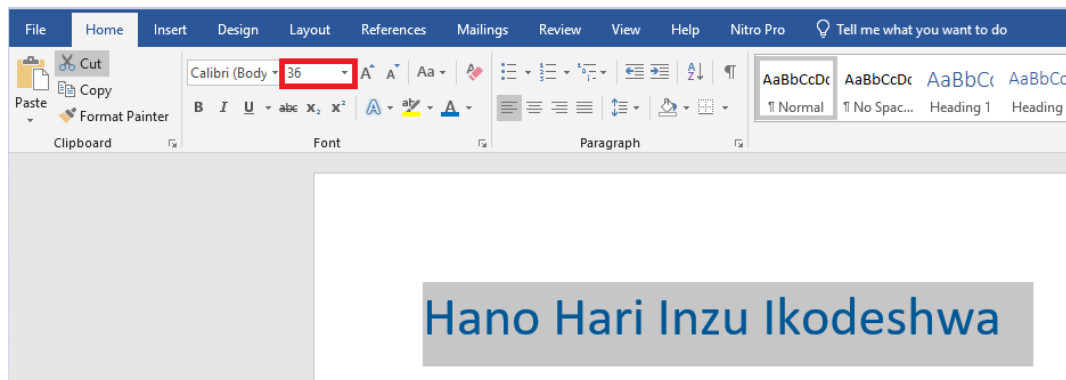 File Home Insert Design Layout References Mailings Review View Help Nitro Pro Tell me what you want to do
Cut
Copy
Format Painter
Paste
Clipboard
Calibri (Body 36 Aa
B I U abc X₂ X² A aby A
Font
Paragraph
AaBbCcDc AaBbCcDc AaBbCc AaBbCc
¶ Normal ¶ No Spac... Heading 1 Heading
Hano Hari Inzu Ikodeshwa